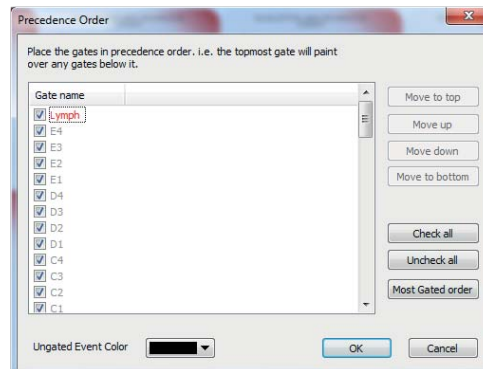 Precedence Order
Place the gates in precedence order. i.e. the topmost gate will paint
over any gates below it.
Gate name
Lymph
E4
E3
E2
E1
D4
D3
D2
D1
C4
C3
C2
C1
Move to top
Move up
Move down
Move to bottom
Check all
Uncheck all
Most Gated order
Ungated Event Color
OK
Cancel